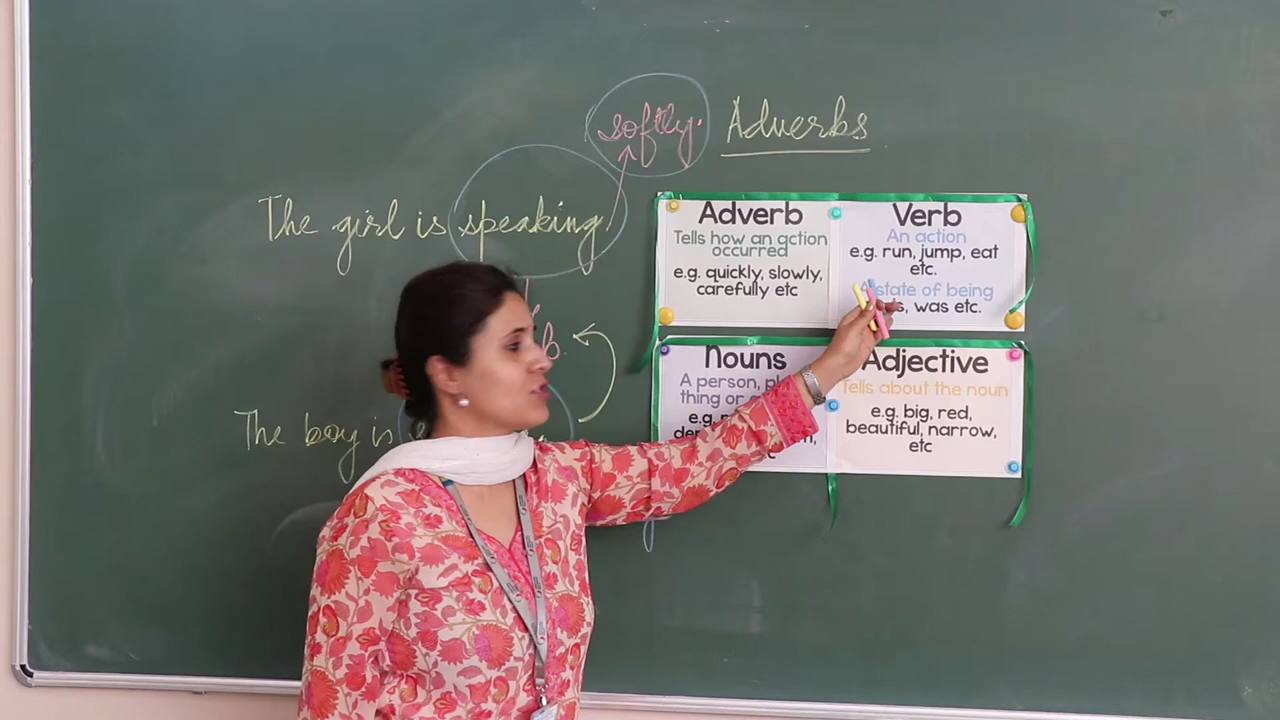 softly. Adverbs
The girl is speaking
The boy is
Adverb
Tells how an action
occurred
e.g. quickly, slowly,
carefully etc
Verb
An action
e.g. run, jump, eat
etc.
A state of being
was etc.
Nouns
A person,
thing or
Adjective
Tells about the noun
e.g. big, red,
beautiful, narrow,
etc